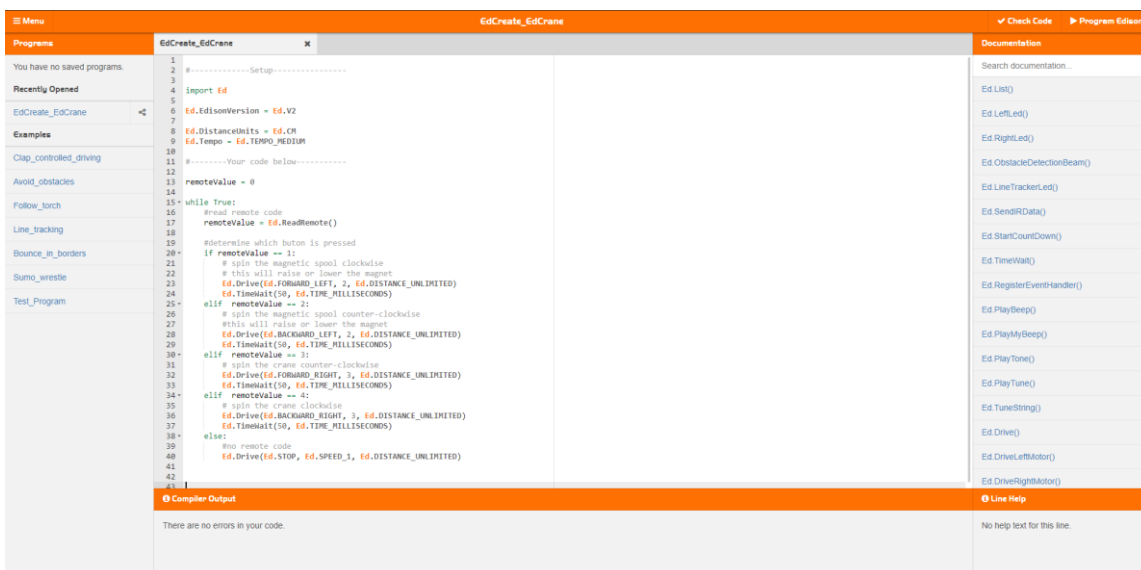 Menu
EdCreate_EdCrane
Check Code
Program Edison
Programs
You have no saved programs.
Recently Opened
EdCreate_EdCrane
Examples
Clap_controlled_driving
Avoid_obstacles
Follow_torch
Line_tracking
Bounce_in_borders
Sumo_wrestle
Test_Program
EdCreate_EdCrane ×
1
2 #-------------Setup----------------
3
4 import Ed
5
6 Ed.EdisonVersion = Ed.V2
7
8 Ed.DistanceUnits = Ed.CM
9 Ed.Tempo = Ed.TEMPO_MEDIUM
10
11 #--------Your code below-----------
12
13 remoteValue = 0
14
15 while True:
16     #read remote code
17     remoteValue = Ed.ReadRemote()
18
19     #determine which buton is pressed
20     if remoteValue == 1:
21         # spin the magnetic spool clockwise
22         # this will raise or lower the magnet
23         Ed.Drive(Ed.FORWARD_LEFT, 2, Ed.DISTANCE_UNLIMITED)
24         Ed.TimeWait(50, Ed.TIME_MILLISECONDS)
25     elif  remoteValue == 2:
26         # spin the magnetic spool counter-clockwise
27         #this will raise or lower the magnet
28         Ed.Drive(Ed.BACKWARD_LEFT, 2, Ed.DISTANCE_UNLIMITED)
29         Ed.TimeWait(50, Ed.TIME_MILLISECONDS)
30     elif  remoteValue == 3:
31         # spin the crane counter-clockwise
32         Ed.Drive(Ed.FORWARD_RIGHT, 3, Ed.DISTANCE_UNLIMITED)
33         Ed.TimeWait(50, Ed.TIME_MILLISECONDS)
34     elif  remoteValue == 4:
35         # spin the crane clockwise
36         Ed.Drive(Ed.BACKWARD_RIGHT, 3, Ed.DISTANCE_UNLIMITED)
37         Ed.TimeWait(50, Ed.TIME_MILLISECONDS)
38     else:
39         #no remote code
40         Ed.Drive(Ed.STOP, Ed.SPEED_1, Ed.DISTANCE_UNLIMITED)
41
42
43
Compiler Output
There are no errors in your code.
Documentation
Search documentation...
Ed.List()
Ed.LeftLed()
Ed.RightLed()
Ed.ObstacleDetectionBeam()
Ed.LineTrackerLed()
Ed.SendIRData()
Ed.StartCountDown()
Ed.TimeWait()
Ed.RegisterEventHandler()
Ed.PlayBeep()
Ed.PlayMyBeep()
Ed.PlayTone()
Ed.PlayTune()
Ed.TuneString()
Ed.Drive()
Ed.DriveLeftMotor()
Ed.DriveRightMotor()
Line Help
No help text for this line.